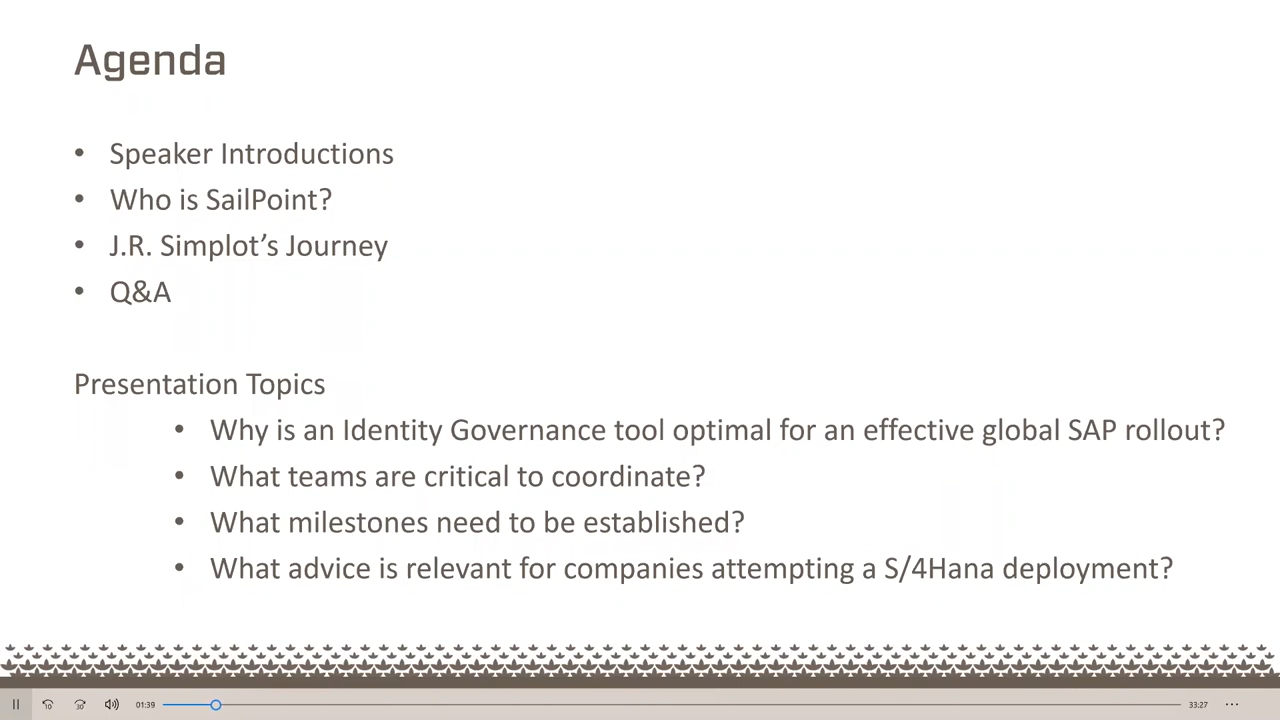 Agenda
• Speaker Introductions
• Who is SailPoint?
• J.R. Simplot’s Journey
• Q&A
Presentation Topics
• Why is an Identity Governance tool optimal for an effective global SAP rollout?
• What teams are critical to coordinate?
• What milestones need to be established?
• What advice is relevant for companies attempting a S/4Hana deployment?
10 30 01:39 33:27